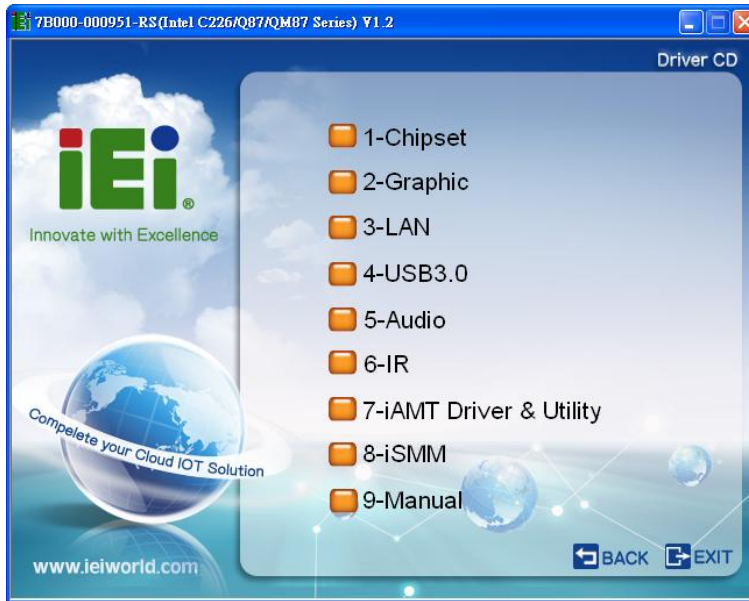 7B000-000951-RS(Intel C226/Q87/QM87 Series) V1.2
Driver CD
iEi®
Innovate with Excellence
1-Chipset
2-Graphic
3-LAN
4-USB3.0
5-Audio
6-IR
7-iAMT Driver & Utility
8-iSMM
9-Manual
Compelete your Cloud IOT Solution
www.ieiworld.com
BACK
EXIT